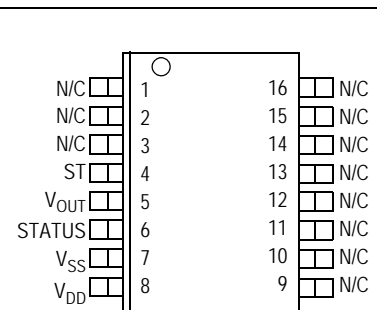 N/C 1 16 N/C
N/C 2 15 N/C
N/C 3 14 N/C
ST 4 13 N/C
VOUT 5 12 N/C
STATUS 6 11 N/C
VSS 7 10 N/C
VDD 8 9 N/C